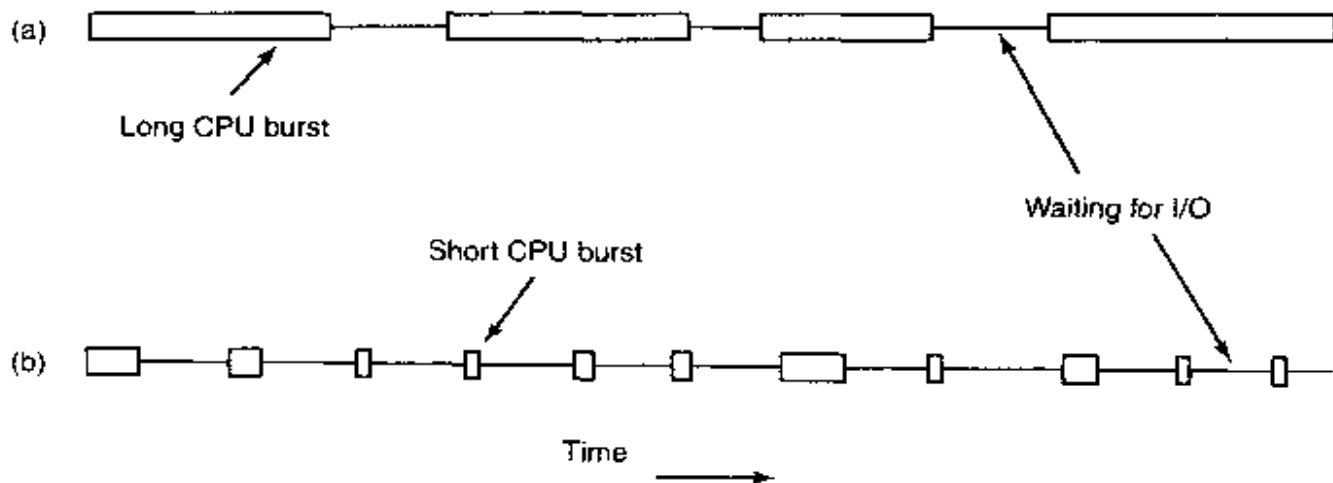 (a)
Long CPU burst
Waiting for I/O
Short CPU burst
(b)
Time